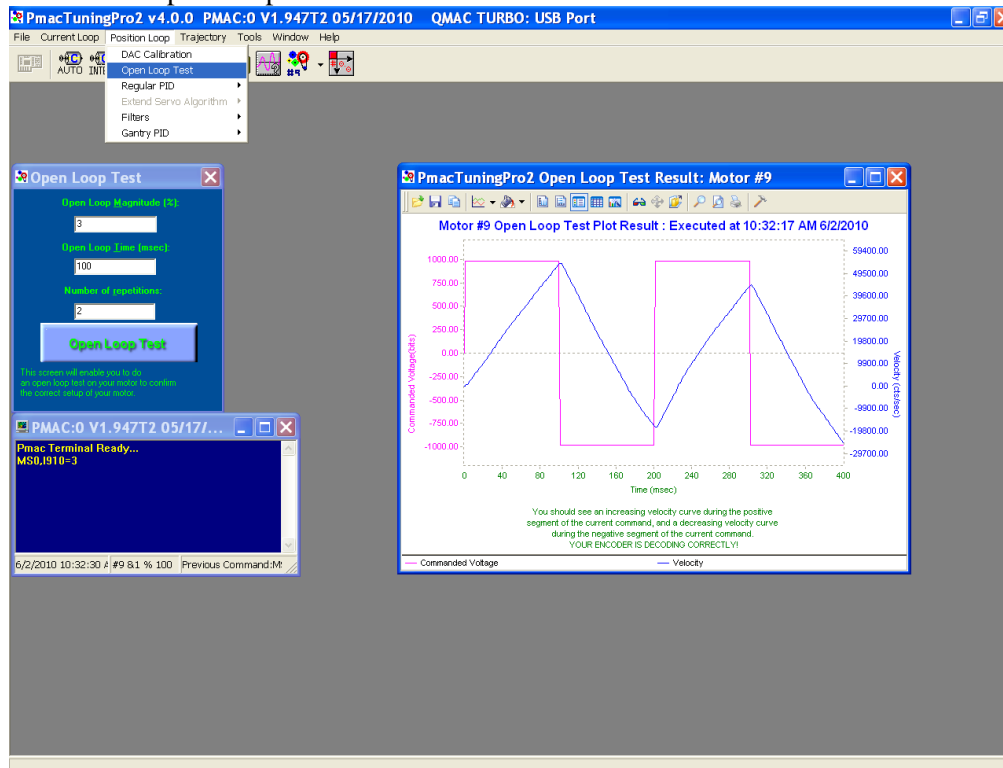 PmacTuningPro2 v4.0.0 PMAC:0 V1.947T2 05/17/2010 QMAC TURBO: USB Port
File Current Loop Position Loop Trajectory Tools Window Help
AUTO
DAC Calibration
Open Loop Test
Regular PID
Extend Servo Algorithm
Filters
Gantry PID
#9
Open Loop Test
Open Loop Magnitude (%):
3
Open Loop Time (msec):
100
Number of repetitions:
2
Open Loop Test
This screen will enable you to do
an open loop test on your motor to confirm
the correct setup of your motor.
PMAC:0 V1.947T2 05/17/...
Pmac Terminal Ready...
MS0,I910=3
6/2/2010 10:32:30 A #9 &1 % 100 Previous Command:M
PmacTuningPro2 Open Loop Test Result: Motor #9
Motor #9 Open Loop Test Plot Result : Executed at 10:32:17 AM 6/2/2010
Commanded Voltage(bits)
1000.00
750.00
500.00
250.00
0.00
-250.00
-500.00
-750.00
-1000.00
59400.00
49500.00
39600.00
29700.00
19800.00
9900.00
0.00
-9900.00
-19800.00
-29700.00
Velocity (cts/sec)
0 40 80 120 160 200 240 280 320 360 400
Time (msec)
You should see an increasing velocity curve during the positive
segment of the current command, and a decreasing velocity curve
during the negative segment of the current command.
YOUR ENCODER IS DECODING CORRECTLY!
Commanded Voltage Velocity